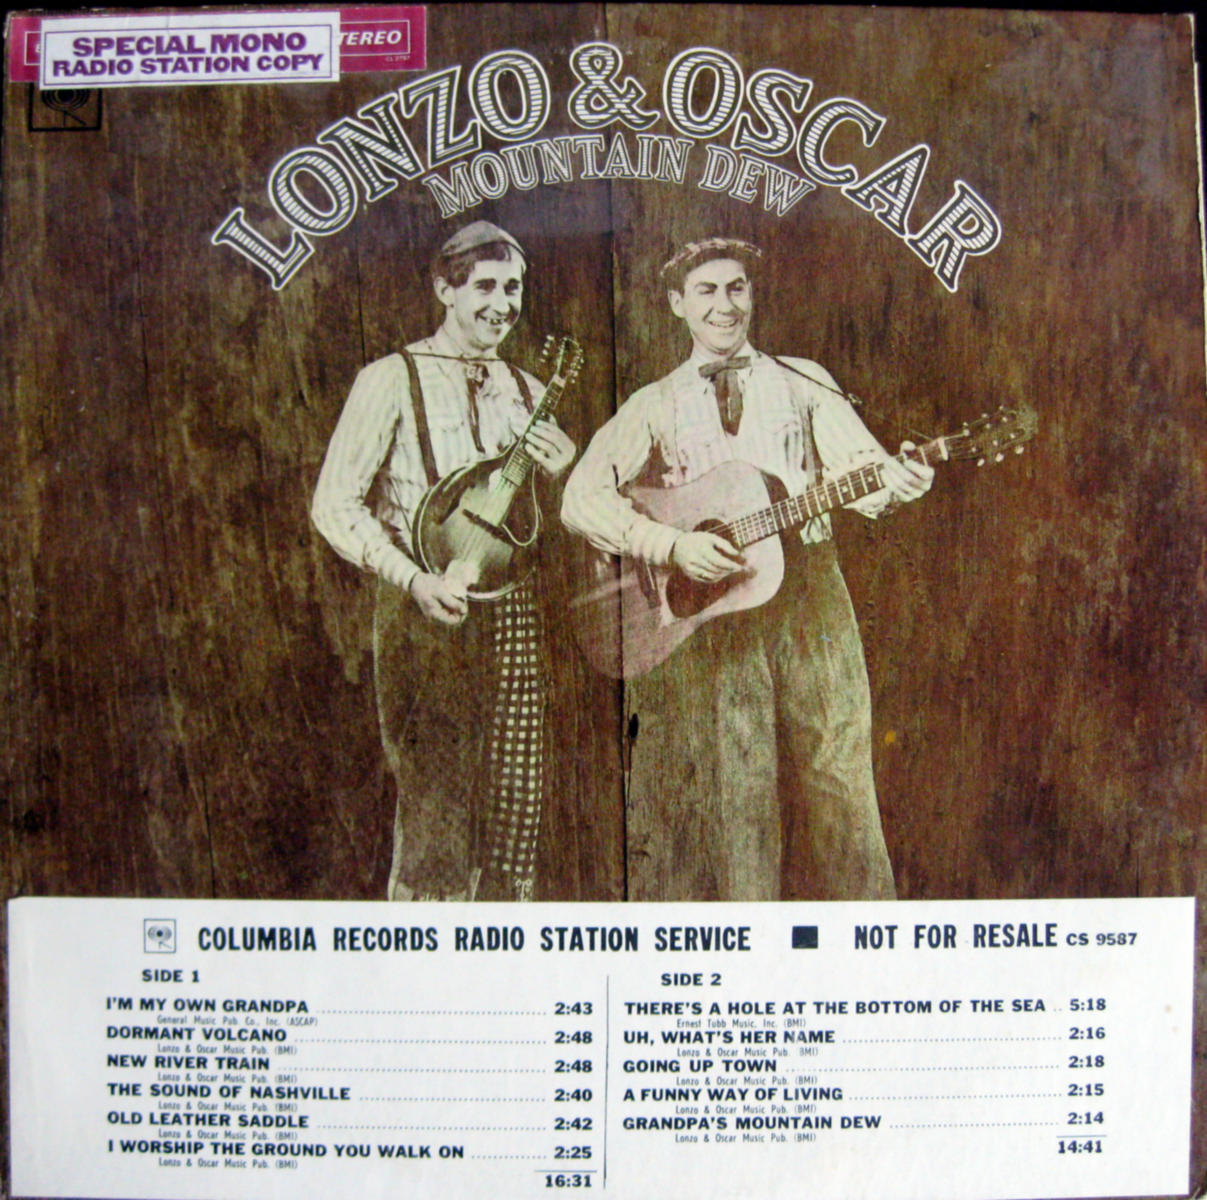 SPECIAL MONO
RADIO STATION COPY
STEREO
LONZO & OSCAR
MOUNTAIN DEW
COLUMBIA RECORDS RADIO STATION SERVICE ■ NOT FOR RESALE CS 9587
SIDE 1
I'M MY OWN GRANDPA 2:43
General Music Pub. Co., Inc. (ASCAP)
DORMANT VOLCANO 2:48
Lonzo & Oscar Music Pub. (BMI)
NEW RIVER TRAIN 2:48
Lonzo & Oscar Music Pub. (BMI)
THE SOUND OF NASHVILLE 2:40
Lonzo & Oscar Music Pub. (BMI)
OLD LEATHER SADDLE 2:42
Lonzo & Oscar Music Pub. (BMI)
I WORSHIP THE GROUND YOU WALK ON 2:25
Lonzo & Oscar Music Pub. (BMI)
16:31
SIDE 2
THERE'S A HOLE AT THE BOTTOM OF THE SEA 5:18
Ernest Tubb Music, Inc. (BMI)
UH, WHAT'S HER NAME 2:16
Lonzo & Oscar Music Pub. BMI)
GOING UP TOWN 2:18
Lonzo & Oscar Music Pub. (BMI)
A FUNNY WAY OF LIVING 2:15
Lonzo & Oscar Music Pub. (BMI)
GRANDPA'S MOUNTAIN DEW 2:14
Lonzo & Oscar Music Pub. (BMI)
14:41